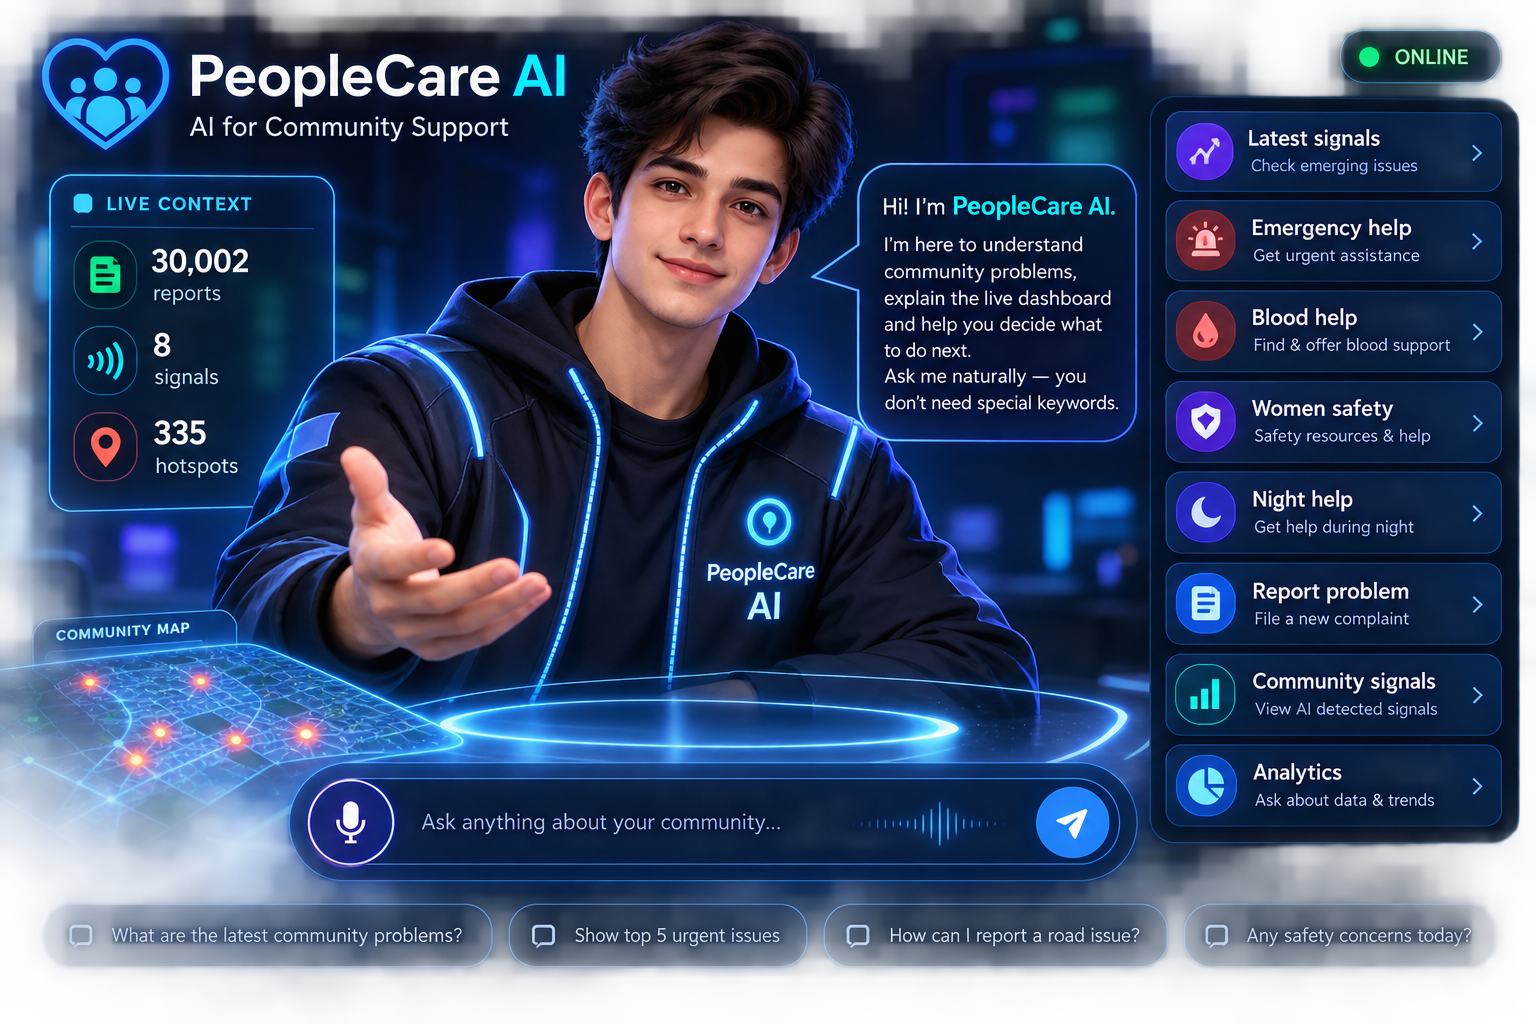 PeopleCare AI
AI for Community Support
ONLINE
LIVE CONTEXT
30,002
reports
8
signals
335
hotspots
Hi! I'm PeopleCare AI.
I'm here to understand
community problems,
explain the live dashboard
and help you decide what
to do next.
Ask me naturally — you
don't need special keywords.
PeopleCare
AI
COMMUNITY MAP
Latest signals
Check emerging issues
Emergency help
Get urgent assistance
Blood help
Find & offer blood support
Women safety
Safety resources & help
Night help
Get help during night
Report problem
File a new complaint
Community signals
View AI detected signals
Analytics
Ask about data & trends
Ask anything about your community...
What are the latest community problems?
Show top 5 urgent issues
How can I report a road issue?
Any safety concerns today?